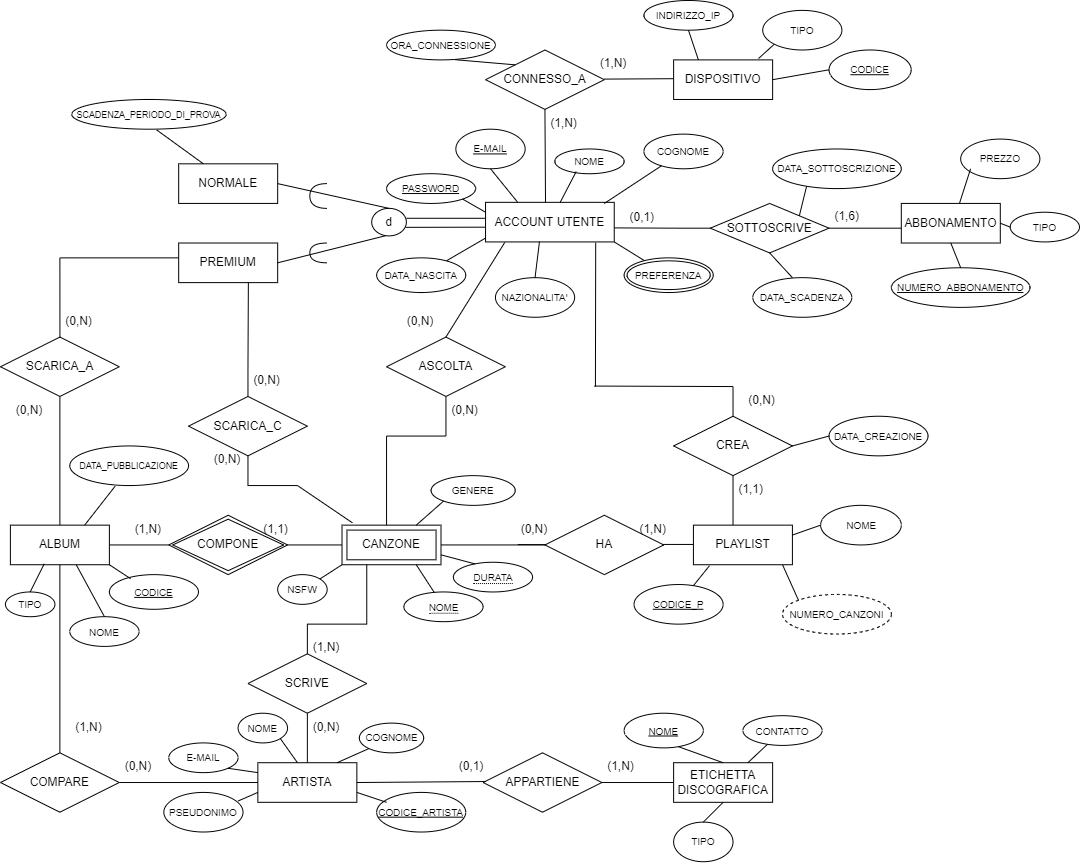 INDIRIZZO_IP
TIPO
ORA_CONNESSIONE
(1,N)
CONNESSO_A
DISPOSITIVO
CODICE
SCADENZA_PERIODO_DI_PROVA
(1,N)
E-MAIL
NOME
COGNOME
PREZZO
DATA_SOTTOSCRIZIONE
NORMALE
PASSWORD
d
ACCOUNT UTENTE
(0,1)
SOTTOSCRIVE
(1,6)
ABBONAMENTO
TIPO
PREMIUM
DATA_NASCITA
PREFERENZA
NUMERO_ABBONAMENTO
NAZIONALITA'
DATA_SCADENZA
(0,N)
(0,N)
SCARICA_A
ASCOLTA
(0,N)
(0,N)
(0,N)
(0,N)
SCARICA_C
(0,N)
CREA
DATA_CREAZIONE
DATA_PUBBLICAZIONE
GENERE
(1,1)
(1,N)
(1,1)
(0,N)
(1,N)
NOME
ALBUM
COMPONE
CANZONE
HA
PLAYLIST
DURATA
CODICE
NSFW
TIPO
NOME
CODICE_P
NUMERO_CANZONI
NOME
(1,N)
SCRIVE
(1,N)
NOME
(0,N)
COGNOME
NOME
CONTATTO
E-MAIL
(0,N)
(0,1)
(1,N)
COMPARE
ARTISTA
APPARTIENE
ETICHETTA
DISCOGRAFICA
PSEUDONIMO
CODICE_ARTISTA
TIPO